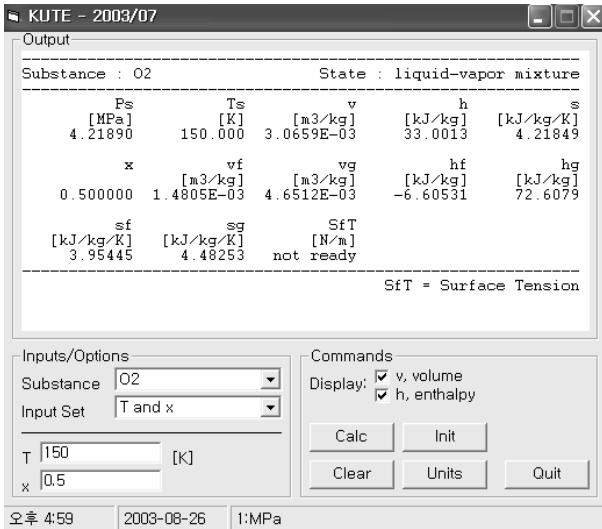 KUTE - 2003/07
Output
Substance : O2 State : liquid-vapor mixture
Ps Ts v h s
[MPa] [K] [m3/kg] [kJ/kg] [kJ/kg/K]
4.21890 150.000 3.0659E-03 33.0013 4.21849
x vf vg hf hg
[m3/kg] [m3/kg] [kJ/kg] [kJ/kg]
0.500000 1.4805E-03 4.6512E-03 -6.60531 72.6079
sf sg SfT
[kJ/kg/K] [kJ/kg/K] [N/m]
3.95445 4.48253 not ready
SfT = Surface Tension
Inputs/Options
Substance O2
Input Set T and x
T 150 [K]
x 0.5
Commands
Display: v, volume
h, enthalpy
Calc Init
Clear Units Quit
오후 4:59 2003-08-26 1:MPa